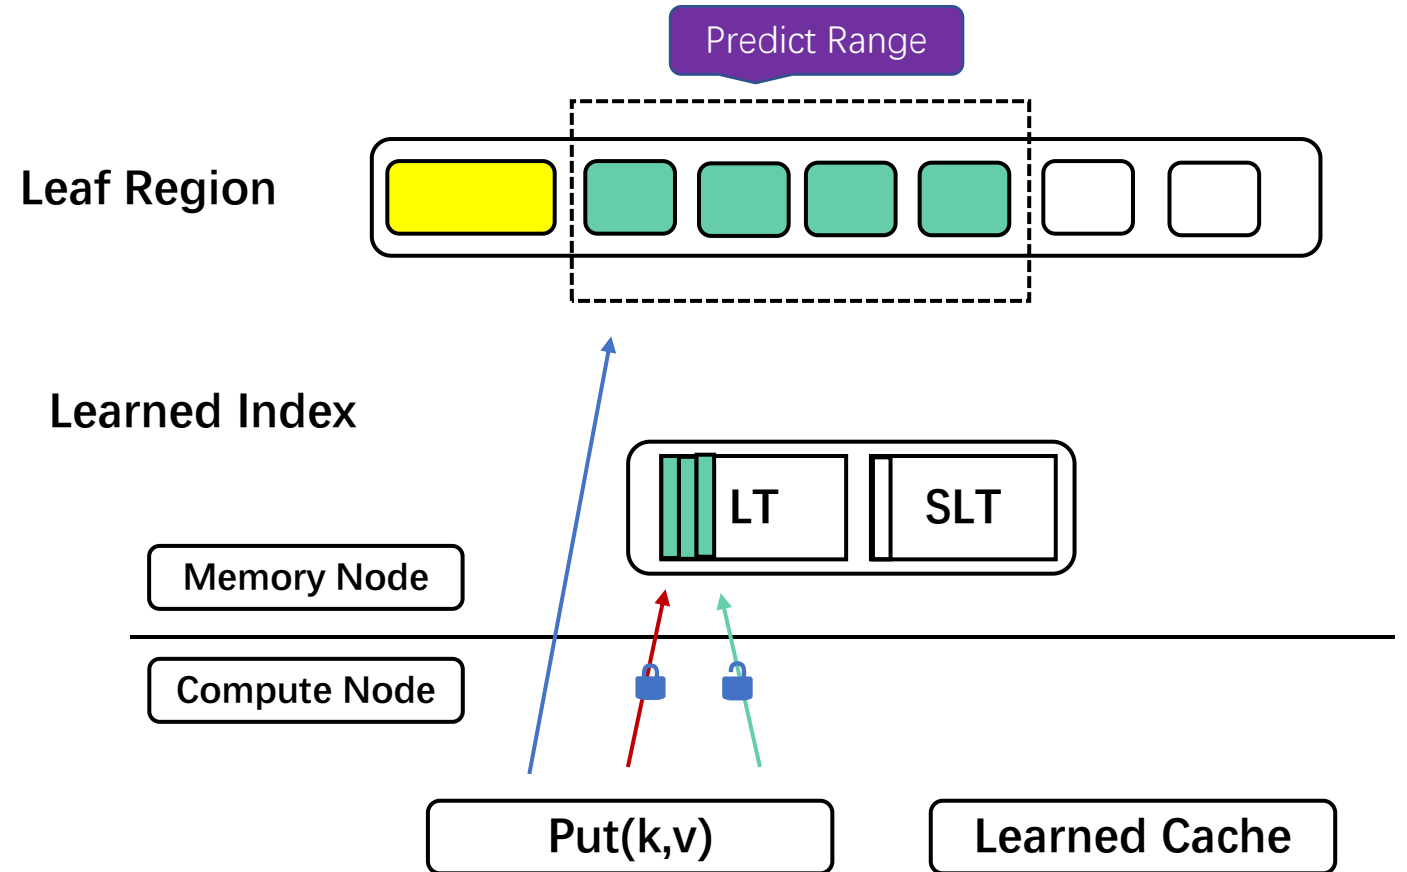 Predict Range
Leaf Region
Learned Index
LT
SLT
Memory Node
Compute Node
Put(k,v)
Learned Cache